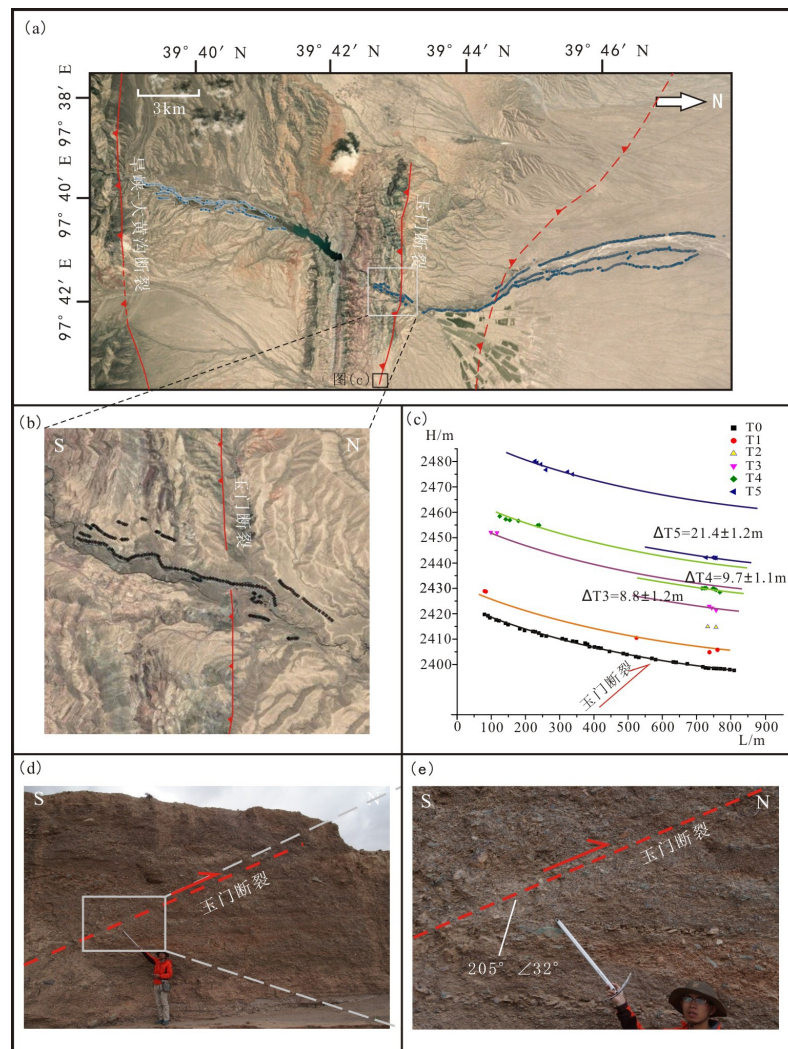 (a)
39° 40′ N
39° 42′ N
39° 44′ N
39° 46′ N
97° 38′ E
97° 40′ E
97° 42′ E
3km
N
旱峡—大黄沟断裂
玉门断裂
图(c)
(b)
S
N
玉门断裂
(c)
H/m
2480
2470
2460
2450
2440
2430
2420
2410
2400
T0
T1
T2
T3
T4
T5
ΔT5=21.4±1.2m
ΔT4=9.7±1.1m
ΔT3=8.8±1.2m
玉门断裂
0 100 200 300 400 500 600 700 800 900
L/m
(d)
S
N
玉门断裂
(e)
S
N
玉门断裂
205° ∠32°